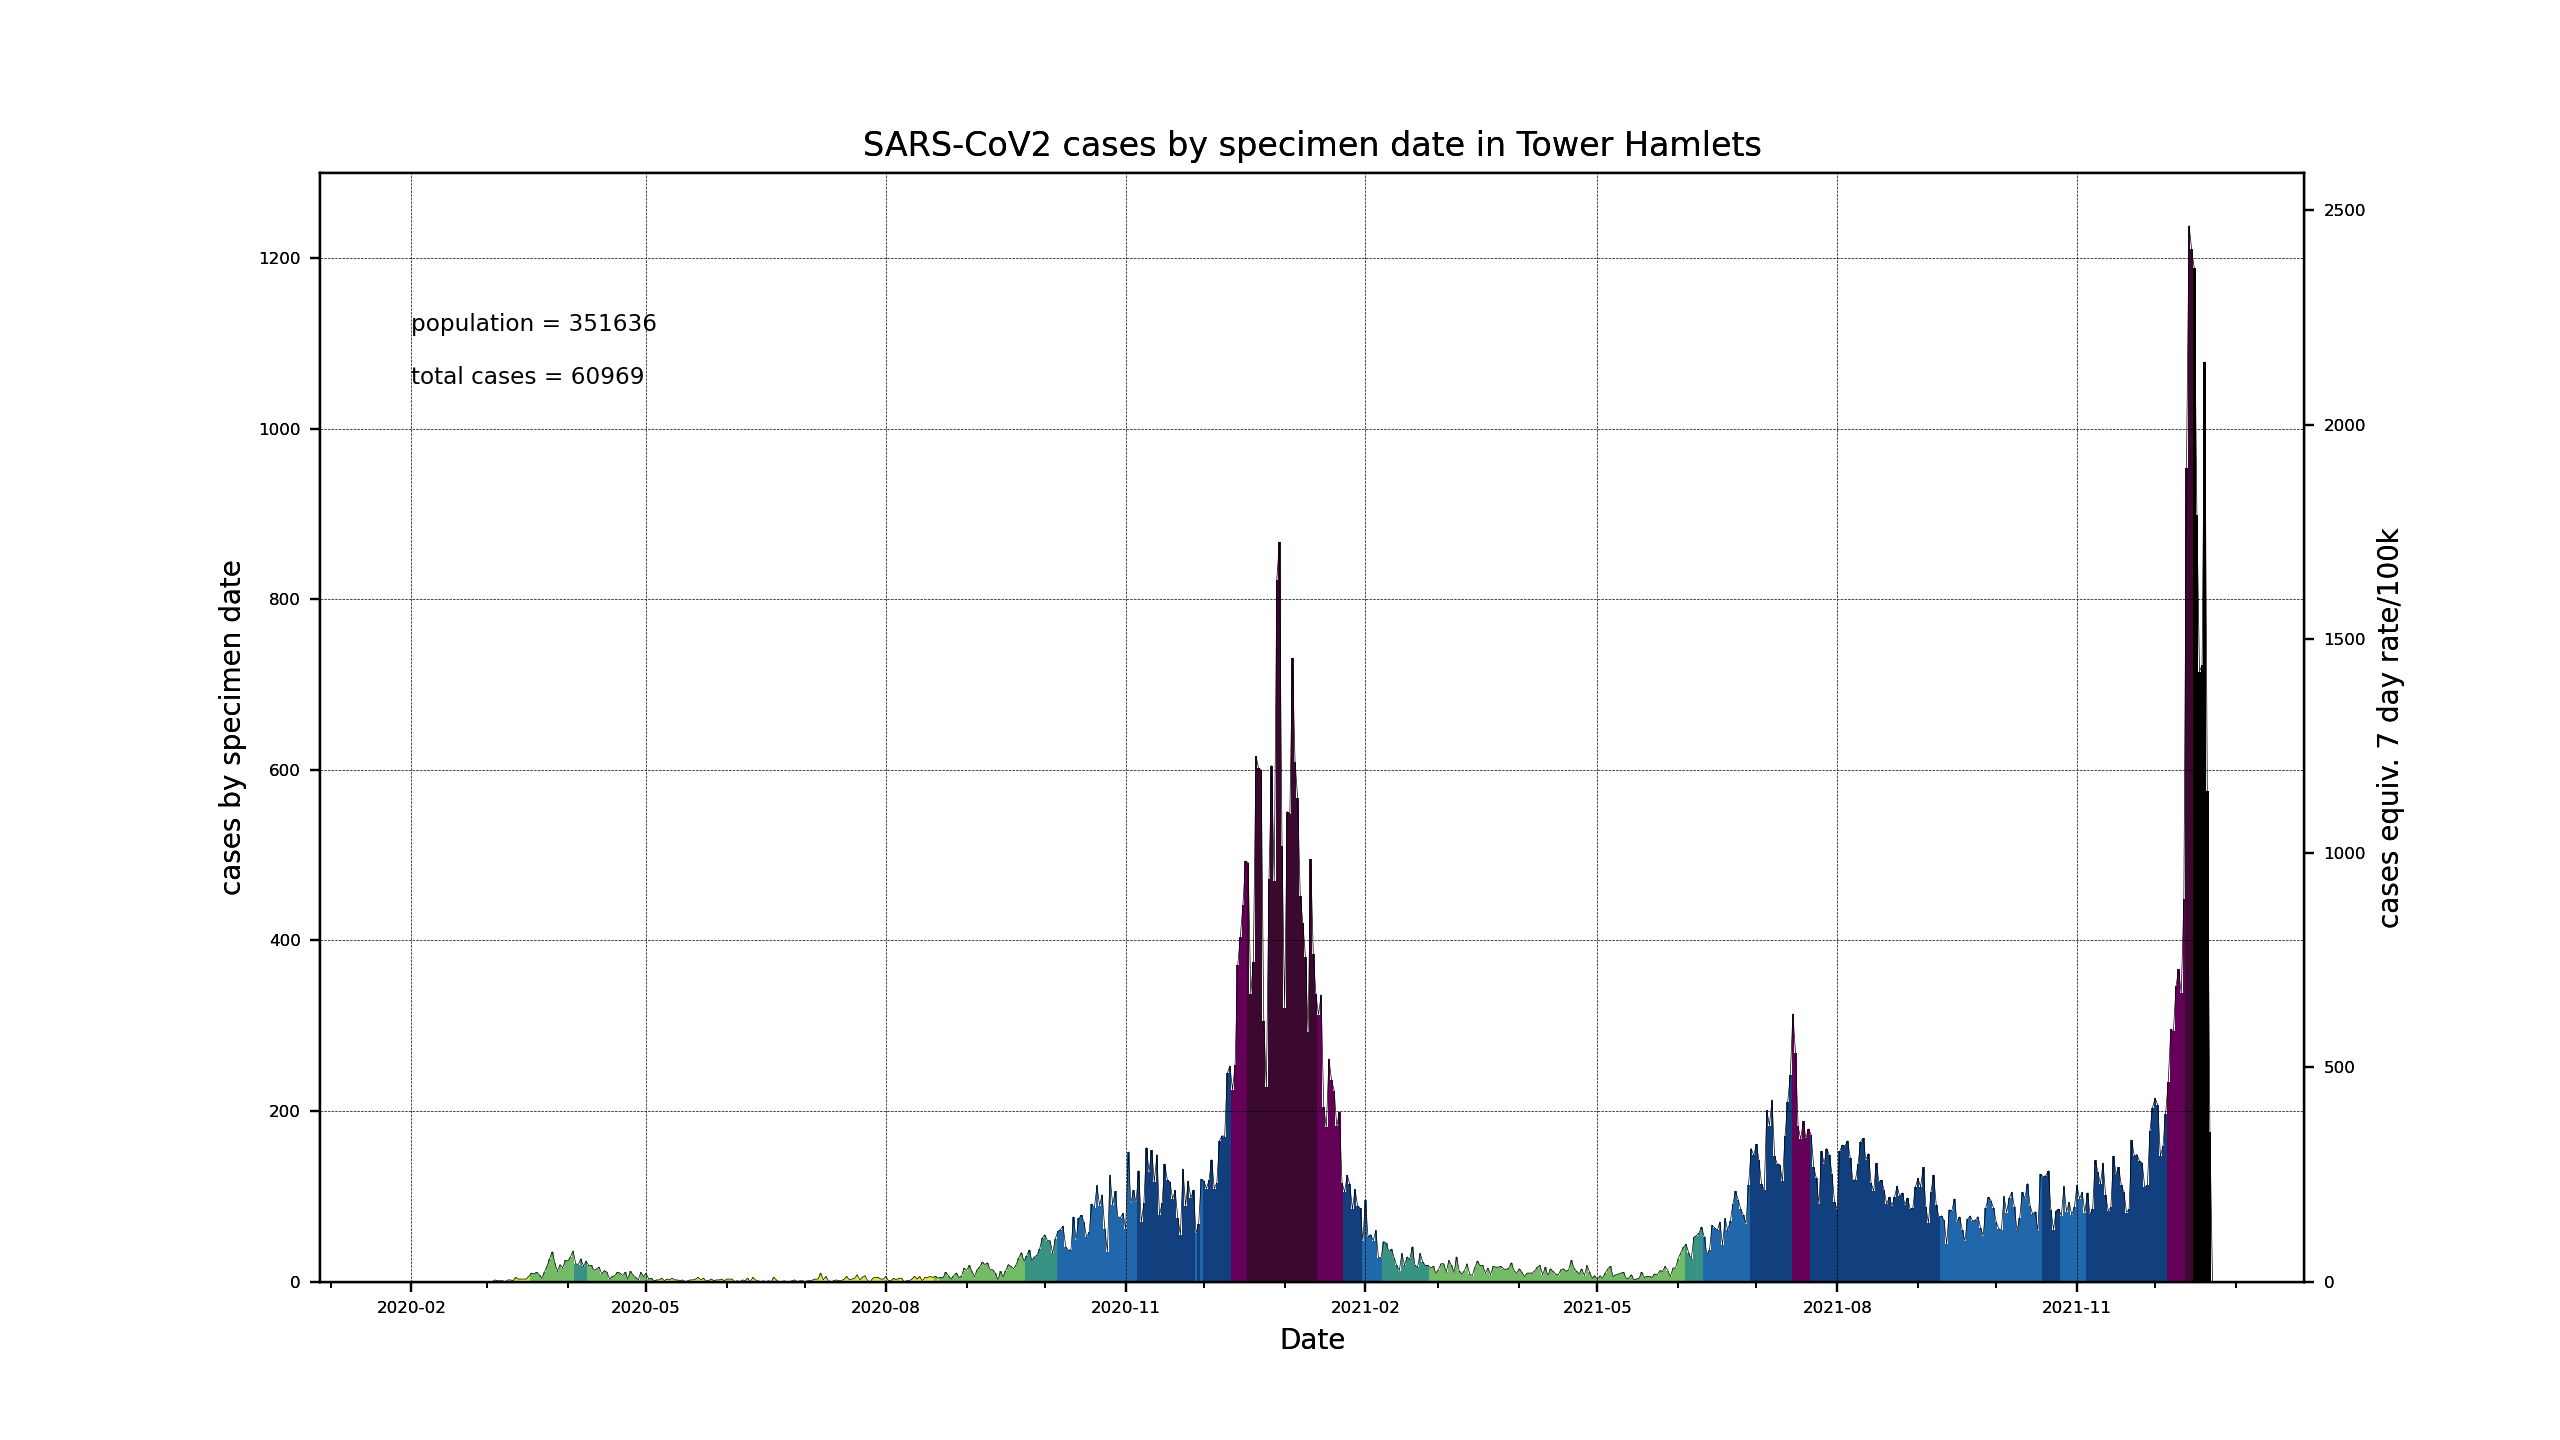 SARS-CoV2 cases by specimen date in Tower Hamlets
population = 351636
total cases = 60969
cases by specimen date
1200
1000
800
600
400
200
0
2500
2000
1500
1000
500
0
cases equiv. 7 day rate/100k
2020-02 2020-05 2020-08 2020-11 2021-02 2021-05 2021-08 2021-11
Date